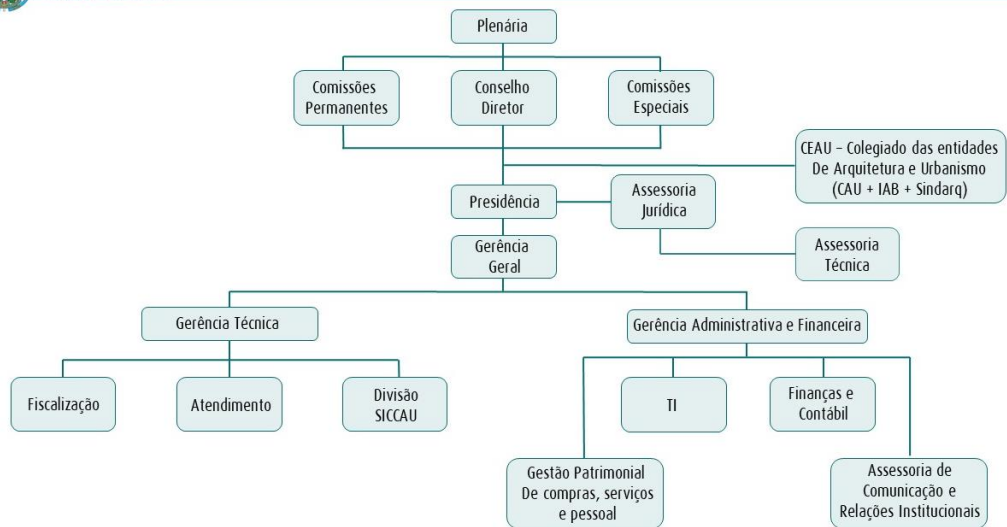 Plenária
Comissões
Permanentes
Conselho
Diretor
Comissões
Especiais
CEAU – Colegiado das entidades
De Arquitetura e Urbanismo
(CAU + IAB + Sindarq)
Presidência
Assessoria
Jurídica
Assessoria
Técnica
Gerência
Geral
Gerência Técnica
Gerência Administrativa e Financeira
Fiscalização
Atendimento
Divisão
SICCAU
TI
Finanças e
Contábil
Gestão Patrimonial
De compras, serviços
e pessoal
Assessoria de
Comunicação e
Relações Institucionais